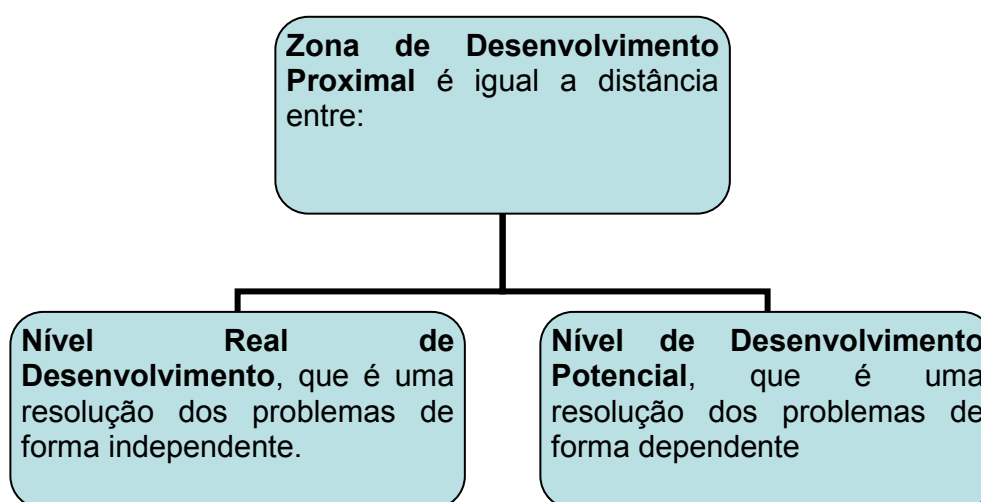 Zona de Desenvolvimento
Proximal é igual a distância
entre:
Nível Real de
Desenvolvimento, que é uma
resolução dos problemas de
forma independente.
Nível de Desenvolvimento
Potencial, que é uma
resolução dos problemas de
forma dependente